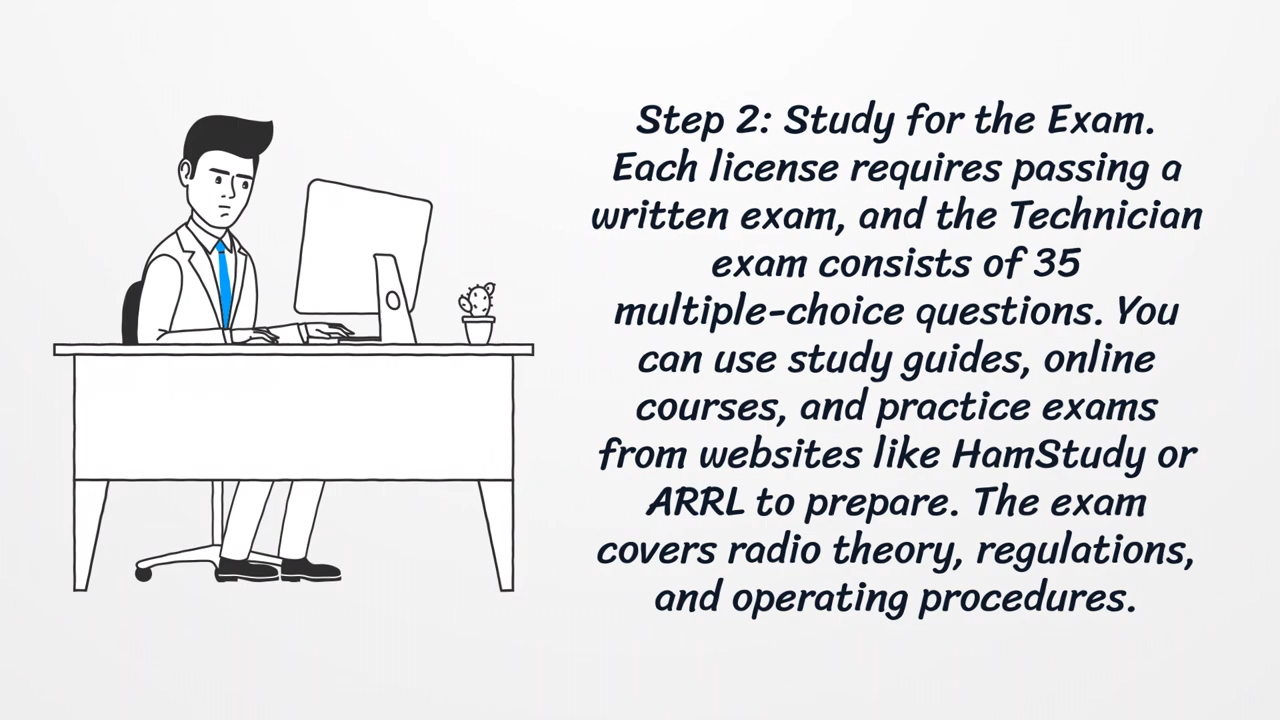 Step 2: Study for the Exam.
Each license requires passing a
written exam, and the Technician
exam consists of 35
multiple-choice questions. You
can use study guides, online
courses, and practice exams
from websites like HamStudy or
ARRL to prepare. The exam
covers radio theory, regulations,
and operating procedures.